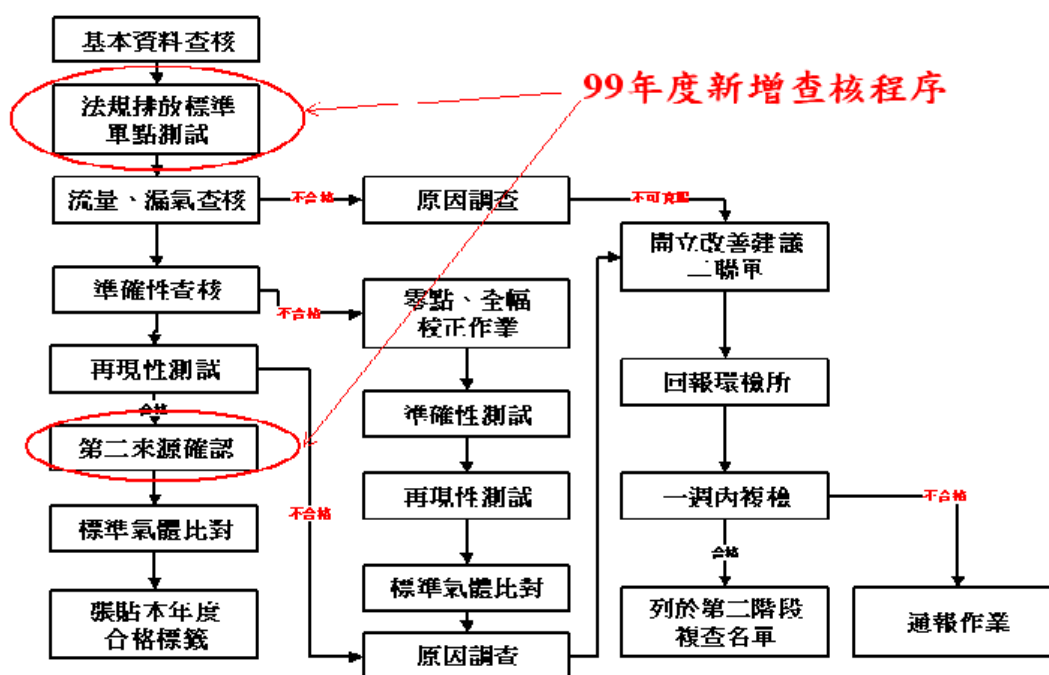 基本資料查核
99年度新增查核程序
法規排放標準
單點測試
流量、漏氣查核
不合格
原因調查
不可克服
開立改善建議
二聯單
準確性查核
不合格
零點、全幅
校正作業
再現性測試
回報環檢所
合格
準確性測試
第二來源確認
再現性測試
一週內複檢
不合格
不合格
標準氣體比對
合格
標準氣體比對
張貼本年度
合格標籤
列於第二階段
複查名單
通報作業
原因調查